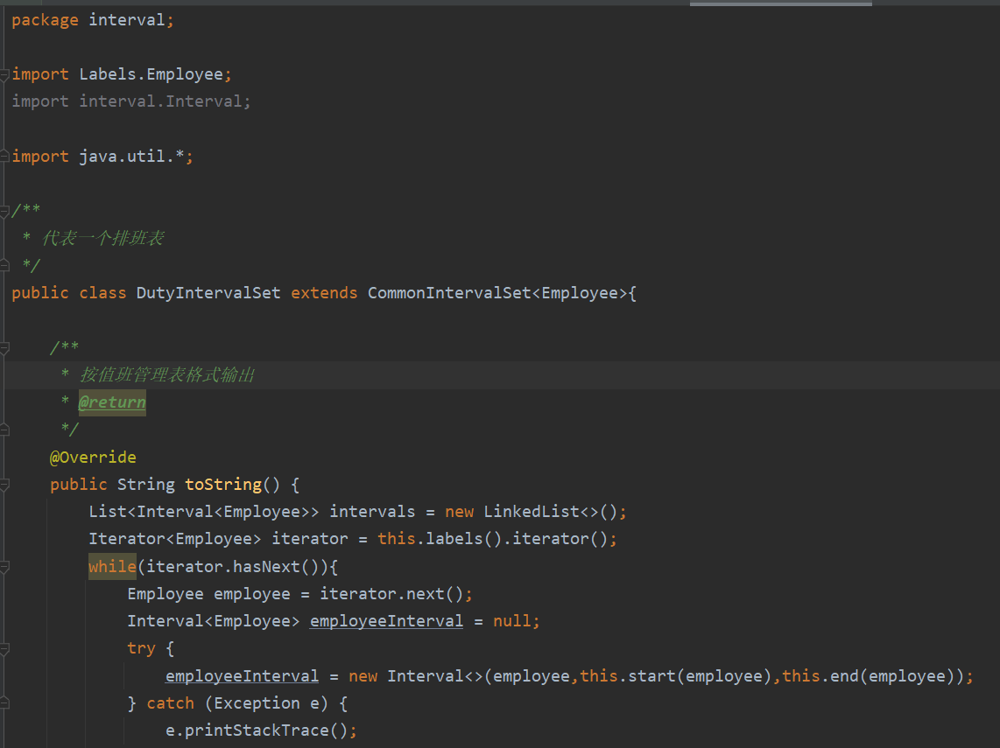 package interval;
import Labels.Employee;
import interval.Interval;
import java.util.*;
/**
* 代表一个排班表
*/
public class DutyIntervalSet extends CommonIntervalSet<Employee>{
/**
* 按值班管理表格式输出
* @return
*/
@Override
public String toString() {
List<Interval<Employee>> intervals = new LinkedList<>();
Iterator<Employee> iterator = this.labels().iterator();
while(iterator.hasNext()){
Employee employee = iterator.next();
Interval<Employee> employeeInterval = null;
try {
employeeInterval = new Interval<>(employee,this.start(employee),this.end(employee));
} catch (Exception e) {
e.printStackTrace();